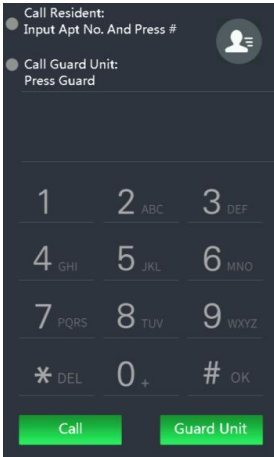 Call Resident:
Input Apt No. And Press #
Call Guard Unit:
Press Guard
1 2 ABC 3 DEF
4 GHI 5 JKL 6 MNO
7 PQRS 8 TUV 9 WXYZ
* DEL 0 + # OK
Call Guard Unit